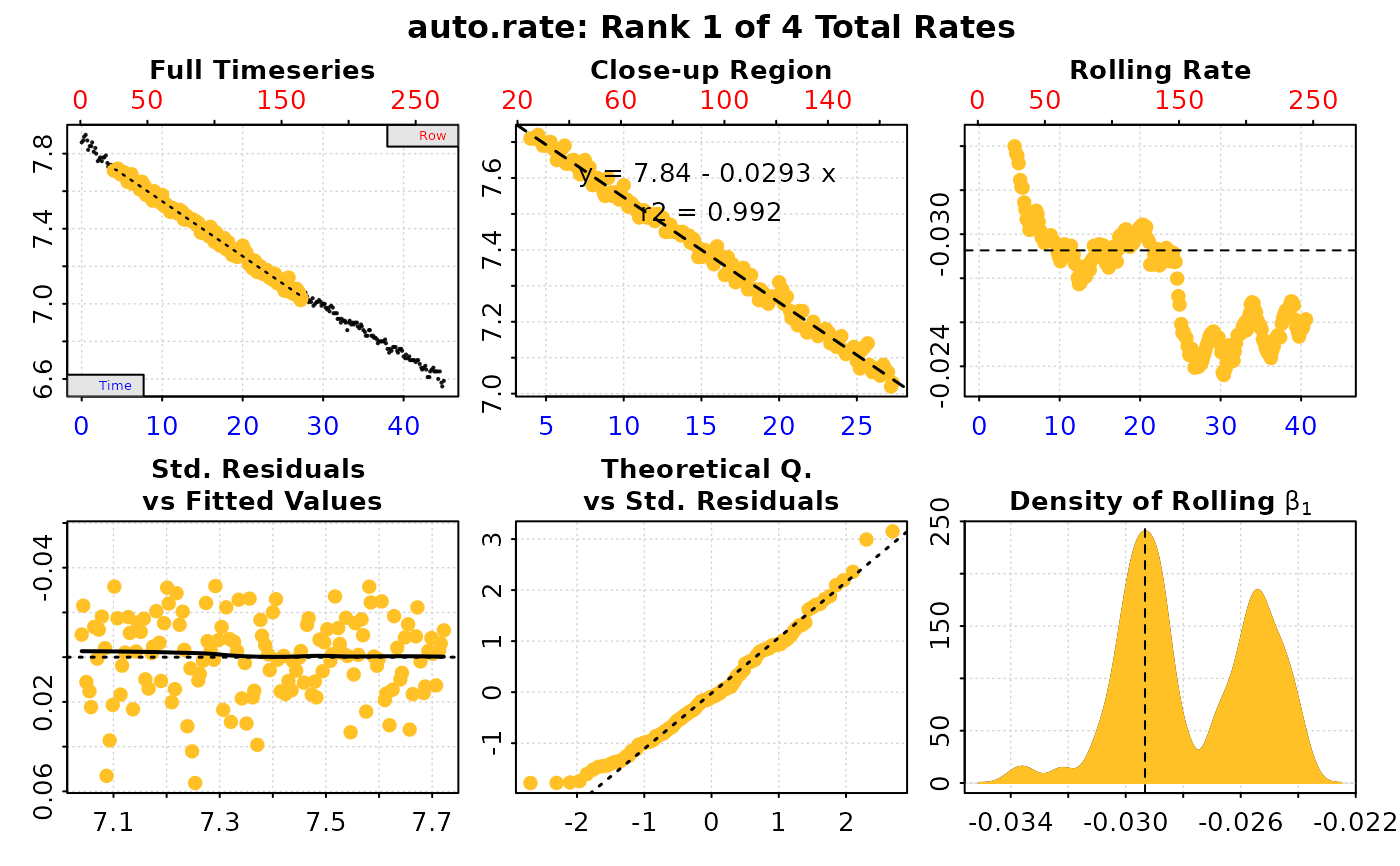 auto.rate: Rank 1 of 4 Total Rates
Full Timeseries
0 50 150 250
Row
7.8
7.4
7.0
6.6
Time
0 10 20 30 40
Close-up Region
20 60 100 140
y = 7.84 - 0.0293 x
r2 = 0.992
7.6
7.4
7.2
7.0
5 10 15 20 25
Rolling Rate
0 50 150 250
-0.030
-0.024
0 10 20 30 40
Std. Residuals
vs Fitted Values
-0.04
0.02
0.06
7.1 7.3 7.5 7.7
Theoretical Q.
vs Std. Residuals
3
2
1
0
-1
-2 -1 0 1 2
Density of Rolling β₁
250
150
50
0
-0.034 -0.030 -0.026 -0.022